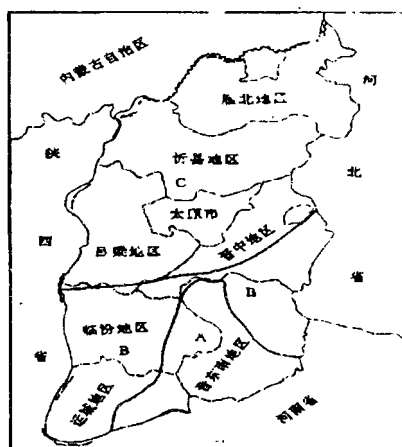 内蒙古自治区
雁北地区
河
陕
忻县地区
北
C
太原市
西
吕梁地区
晋中地区
省
D
临汾地区
B
A
省
晋东南地区
运城地区
河南省